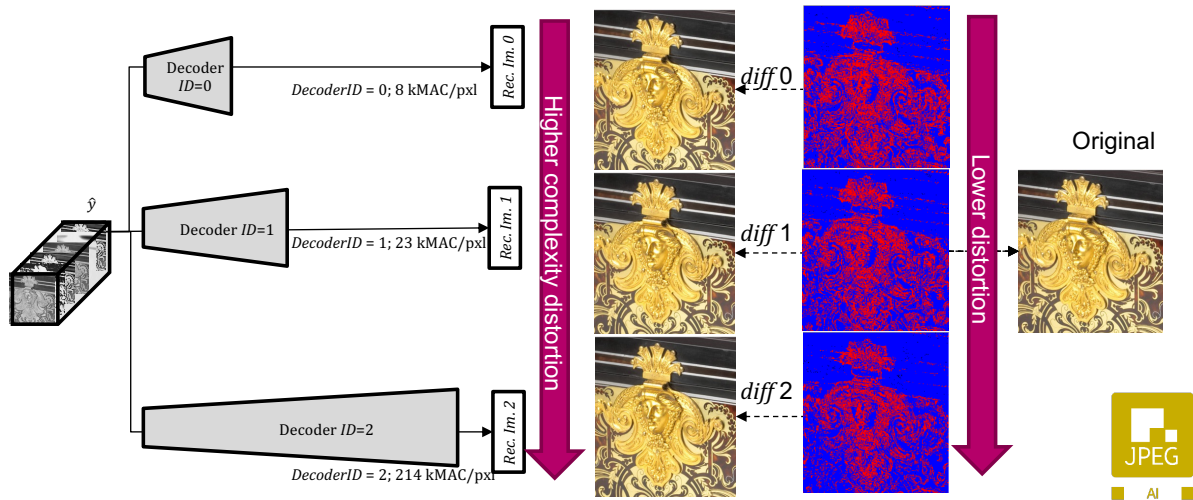 Decoder
ID=0
DecoderID = 0; 8 kMAC/pxl
Rec. Im. 0
ŷ
Decoder ID=1
DecoderID = 1; 23 kMAC/pxl
Rec. Im. 1
Decoder ID=2
DecoderID = 2; 214 kMAC/pxl
Rec. Im. 2
Higher complexity distortion
diff 0
diff 1
diff 2
Lower distortion
Original
JPEG
AI